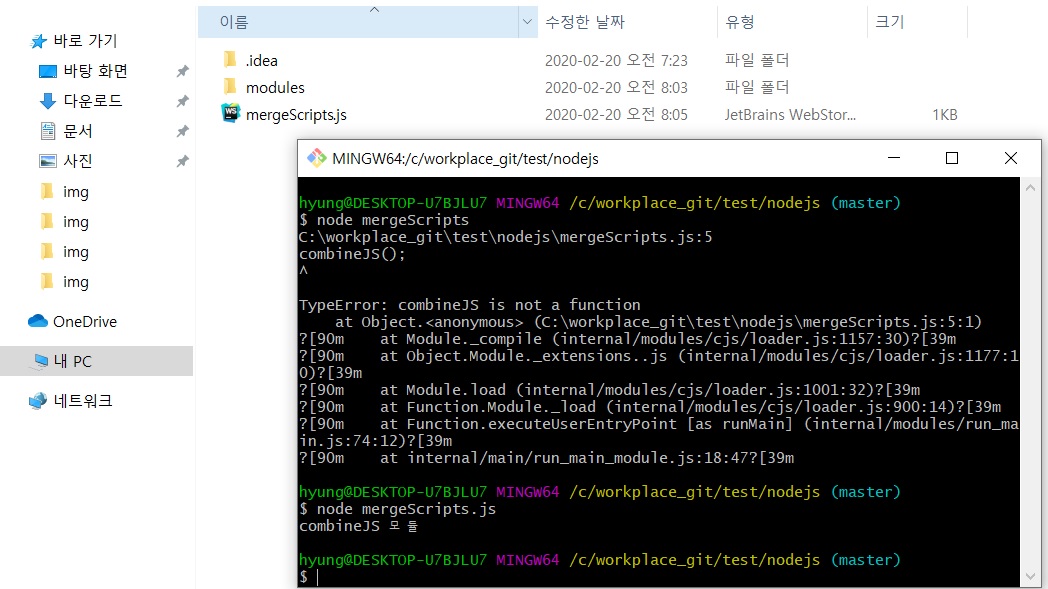 이름 수정한 날짜 유형 크기
바로 가기
바탕 화면
다운로드
문서
사진
img
img
img
img
OneDrive
내 PC
네트워크
.idea 2020-02-20 오전 7:23 파일 폴더
modules 2020-02-20 오전 8:03 파일 폴더
mergeScripts.js 2020-02-20 오전 8:05 JetBrains WebStor... 1KB
MINGW64:/c/workplace_git/test/nodejs
hyung@DESKTOP-U7BJLU7 MINGW64 /c/workplace_git/test/nodejs (master)
$ node mergeScripts
C:\workplace_git\test\nodejs\mergeScripts.js:5
combineJS();
^
TypeError: combineJS is not a function
    at Object.<anonymous> (C:\workplace_git\test\nodejs\mergeScripts.js:5:1)
?[90m    at Module._compile (internal/modules/cjs/loader.js:1157:30)?[39m
?[90m    at Object.Module._extensions..js (internal/modules/cjs/loader.js:1177:1
0)?[39m
?[90m    at Module.load (internal/modules/cjs/loader.js:1001:32)?[39m
?[90m    at Function.Module._load (internal/modules/cjs/loader.js:900:14)?[39m
?[90m    at Function.executeUserEntryPoint [as runMain] (internal/modules/run_ma
in.js:74:12)?[39m
?[90m    at internal/main/run_main_module.js:18:47?[39m
hyung@DESKTOP-U7BJLU7 MINGW64 /c/workplace_git/test/nodejs (master)
$ node mergeScripts.js
combineJS 모 듈
hyung@DESKTOP-U7BJLU7 MINGW64 /c/workplace_git/test/nodejs (master)
$